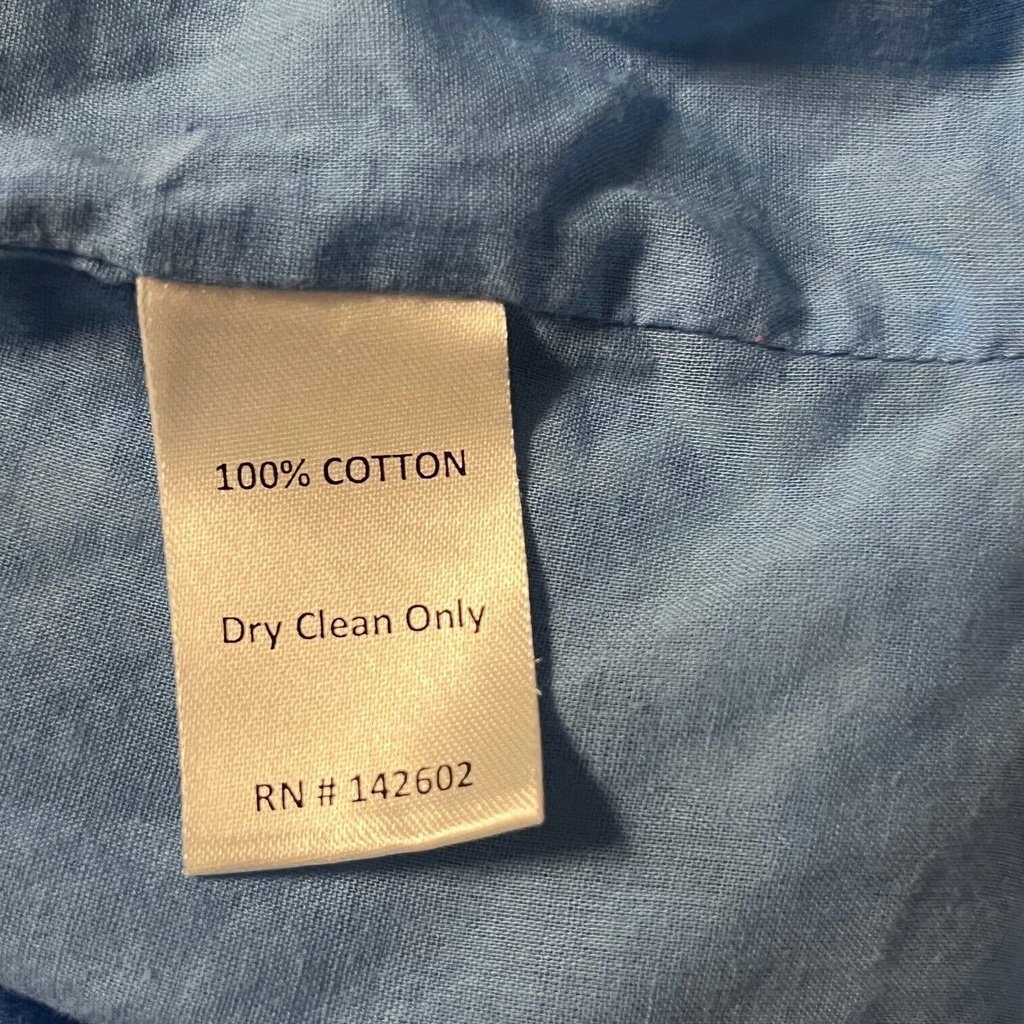 100% COTTON
Dry Clean Only
RN # 142602